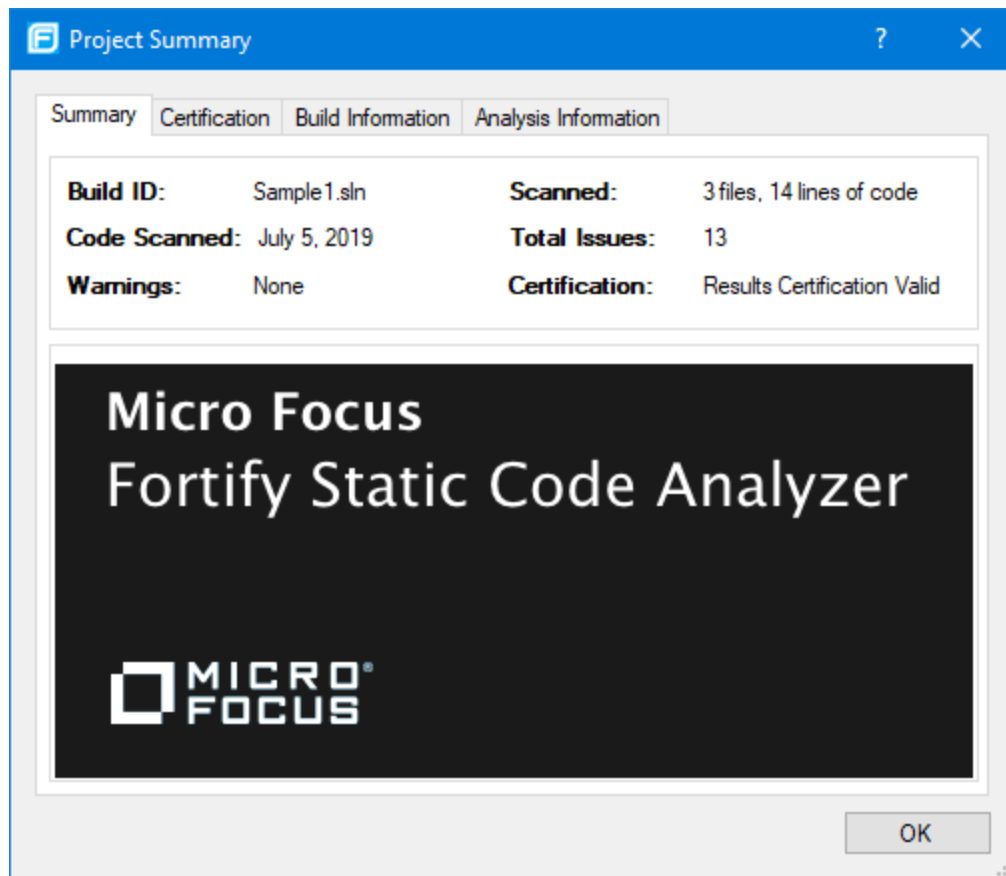 Project Summary
Summary Certification Build Information Analysis Information
Build ID: Sample1.sln Scanned: 3 files, 14 lines of code
Code Scanned: July 5, 2019 Total Issues: 13
Warnings: None Certification: Results Certification Valid
Micro Focus
Fortify Static Code Analyzer
MICRO
FOCUS
OK